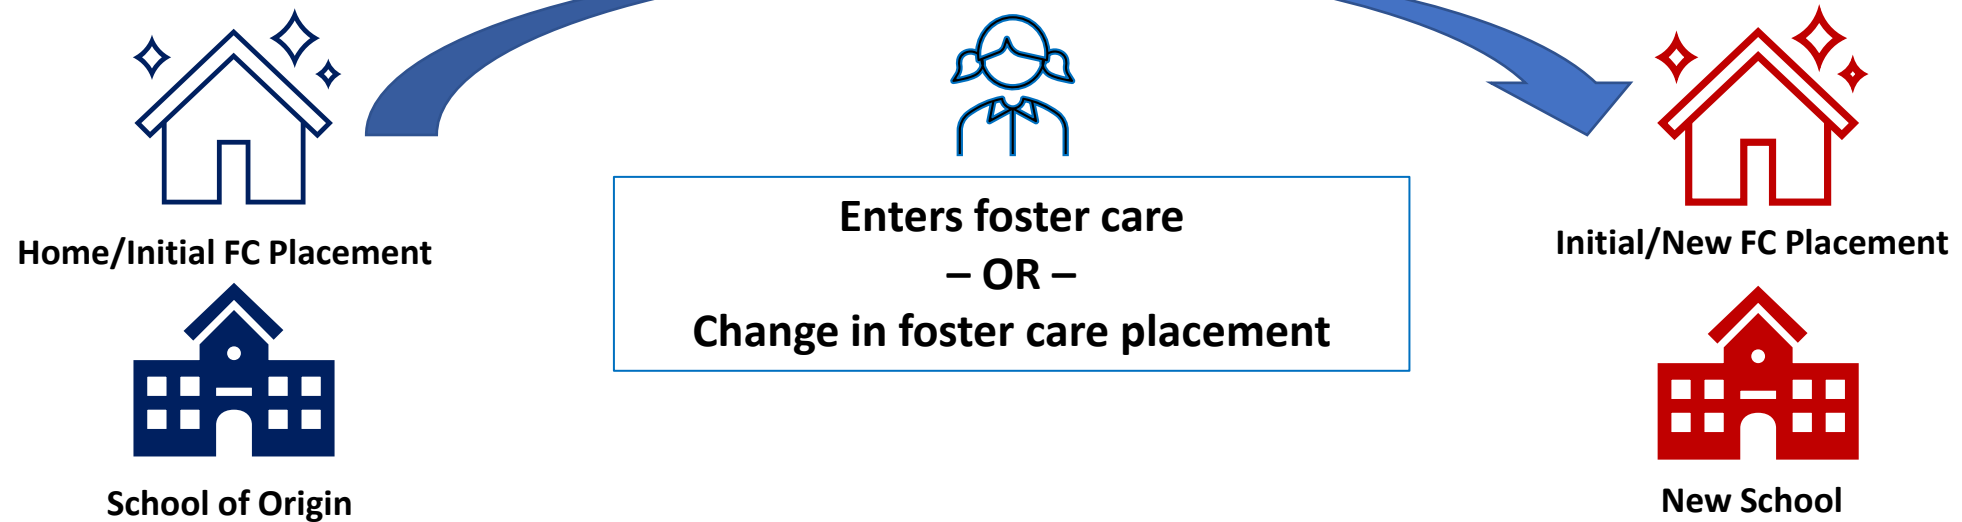 Home/Initial FC Placement
School of Origin
Enters foster care
– OR –
Change in foster care placement
Initial/New FC Placement
New School